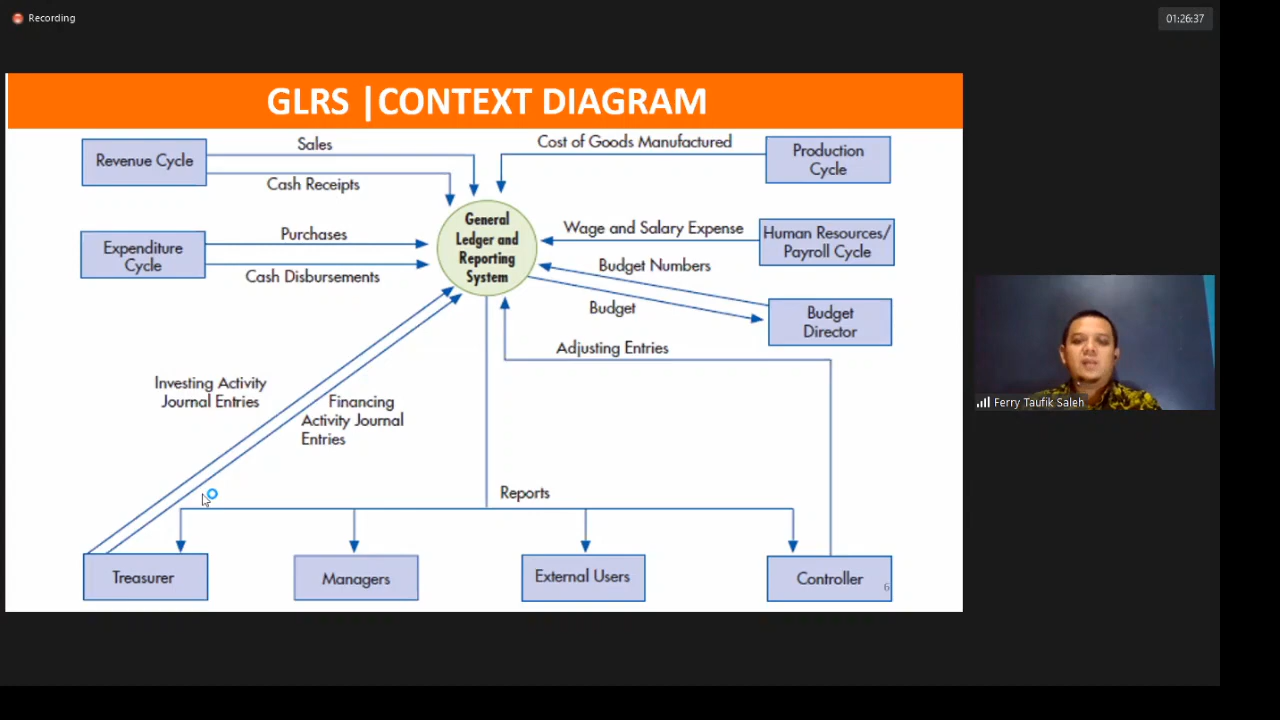 Recording
01:26:37
GLRS |CONTEXT DIAGRAM
Revenue Cycle
Sales
Cash Receipts
Cost of Goods Manufactured
Production
Cycle
Expenditure
Cycle
Purchases
Cash Disbursements
General
Ledger and
Reporting
System
Wage and Salary Expense
Human Resources/
Payroll Cycle
Budget Numbers
Budget
Budget
Director
Adjusting Entries
Investing Activity
Journal Entries
Financing
Activity Journal
Entries
Reports
Treasurer
Managers
External Users
Controller
6
Ferry Taufik Saleh